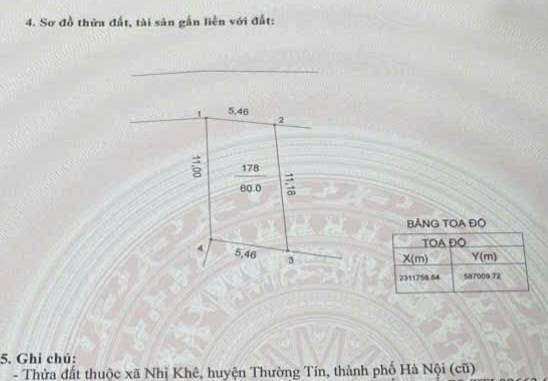 4. Sơ đồ thửa đất, tài sản gắn liền với đất:
1 5,46 2
11,00 178 11,18
60.0
4 5,46 3
BẢNG TOẠ ĐỘ
TOẠ ĐỘ
X(m) Y(m)
2311758.64 587009.72
5. Ghi chú:
- Thửa đất thuộc xã Nhị Khê, huyện Thường Tín, thành phố Hà Nội (cũ)